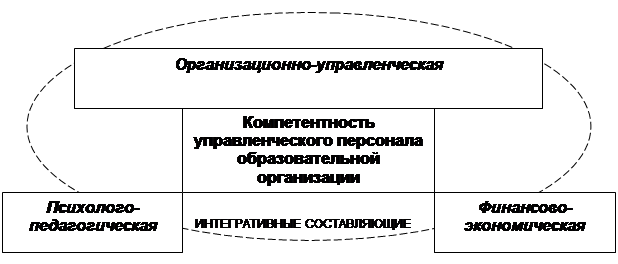 Организационно-управленческая
Компетентность
управленческого персонала
образовательной
организации
Психолого-
педагогическая
ИНТЕГРАТИВНЫЕ СОСТАВЛЯЮЩИЕ
Финансово-
экономическая